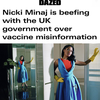 DAZED
Nicki Minaj is beefing
with the UK
government over
vaccine misinformation